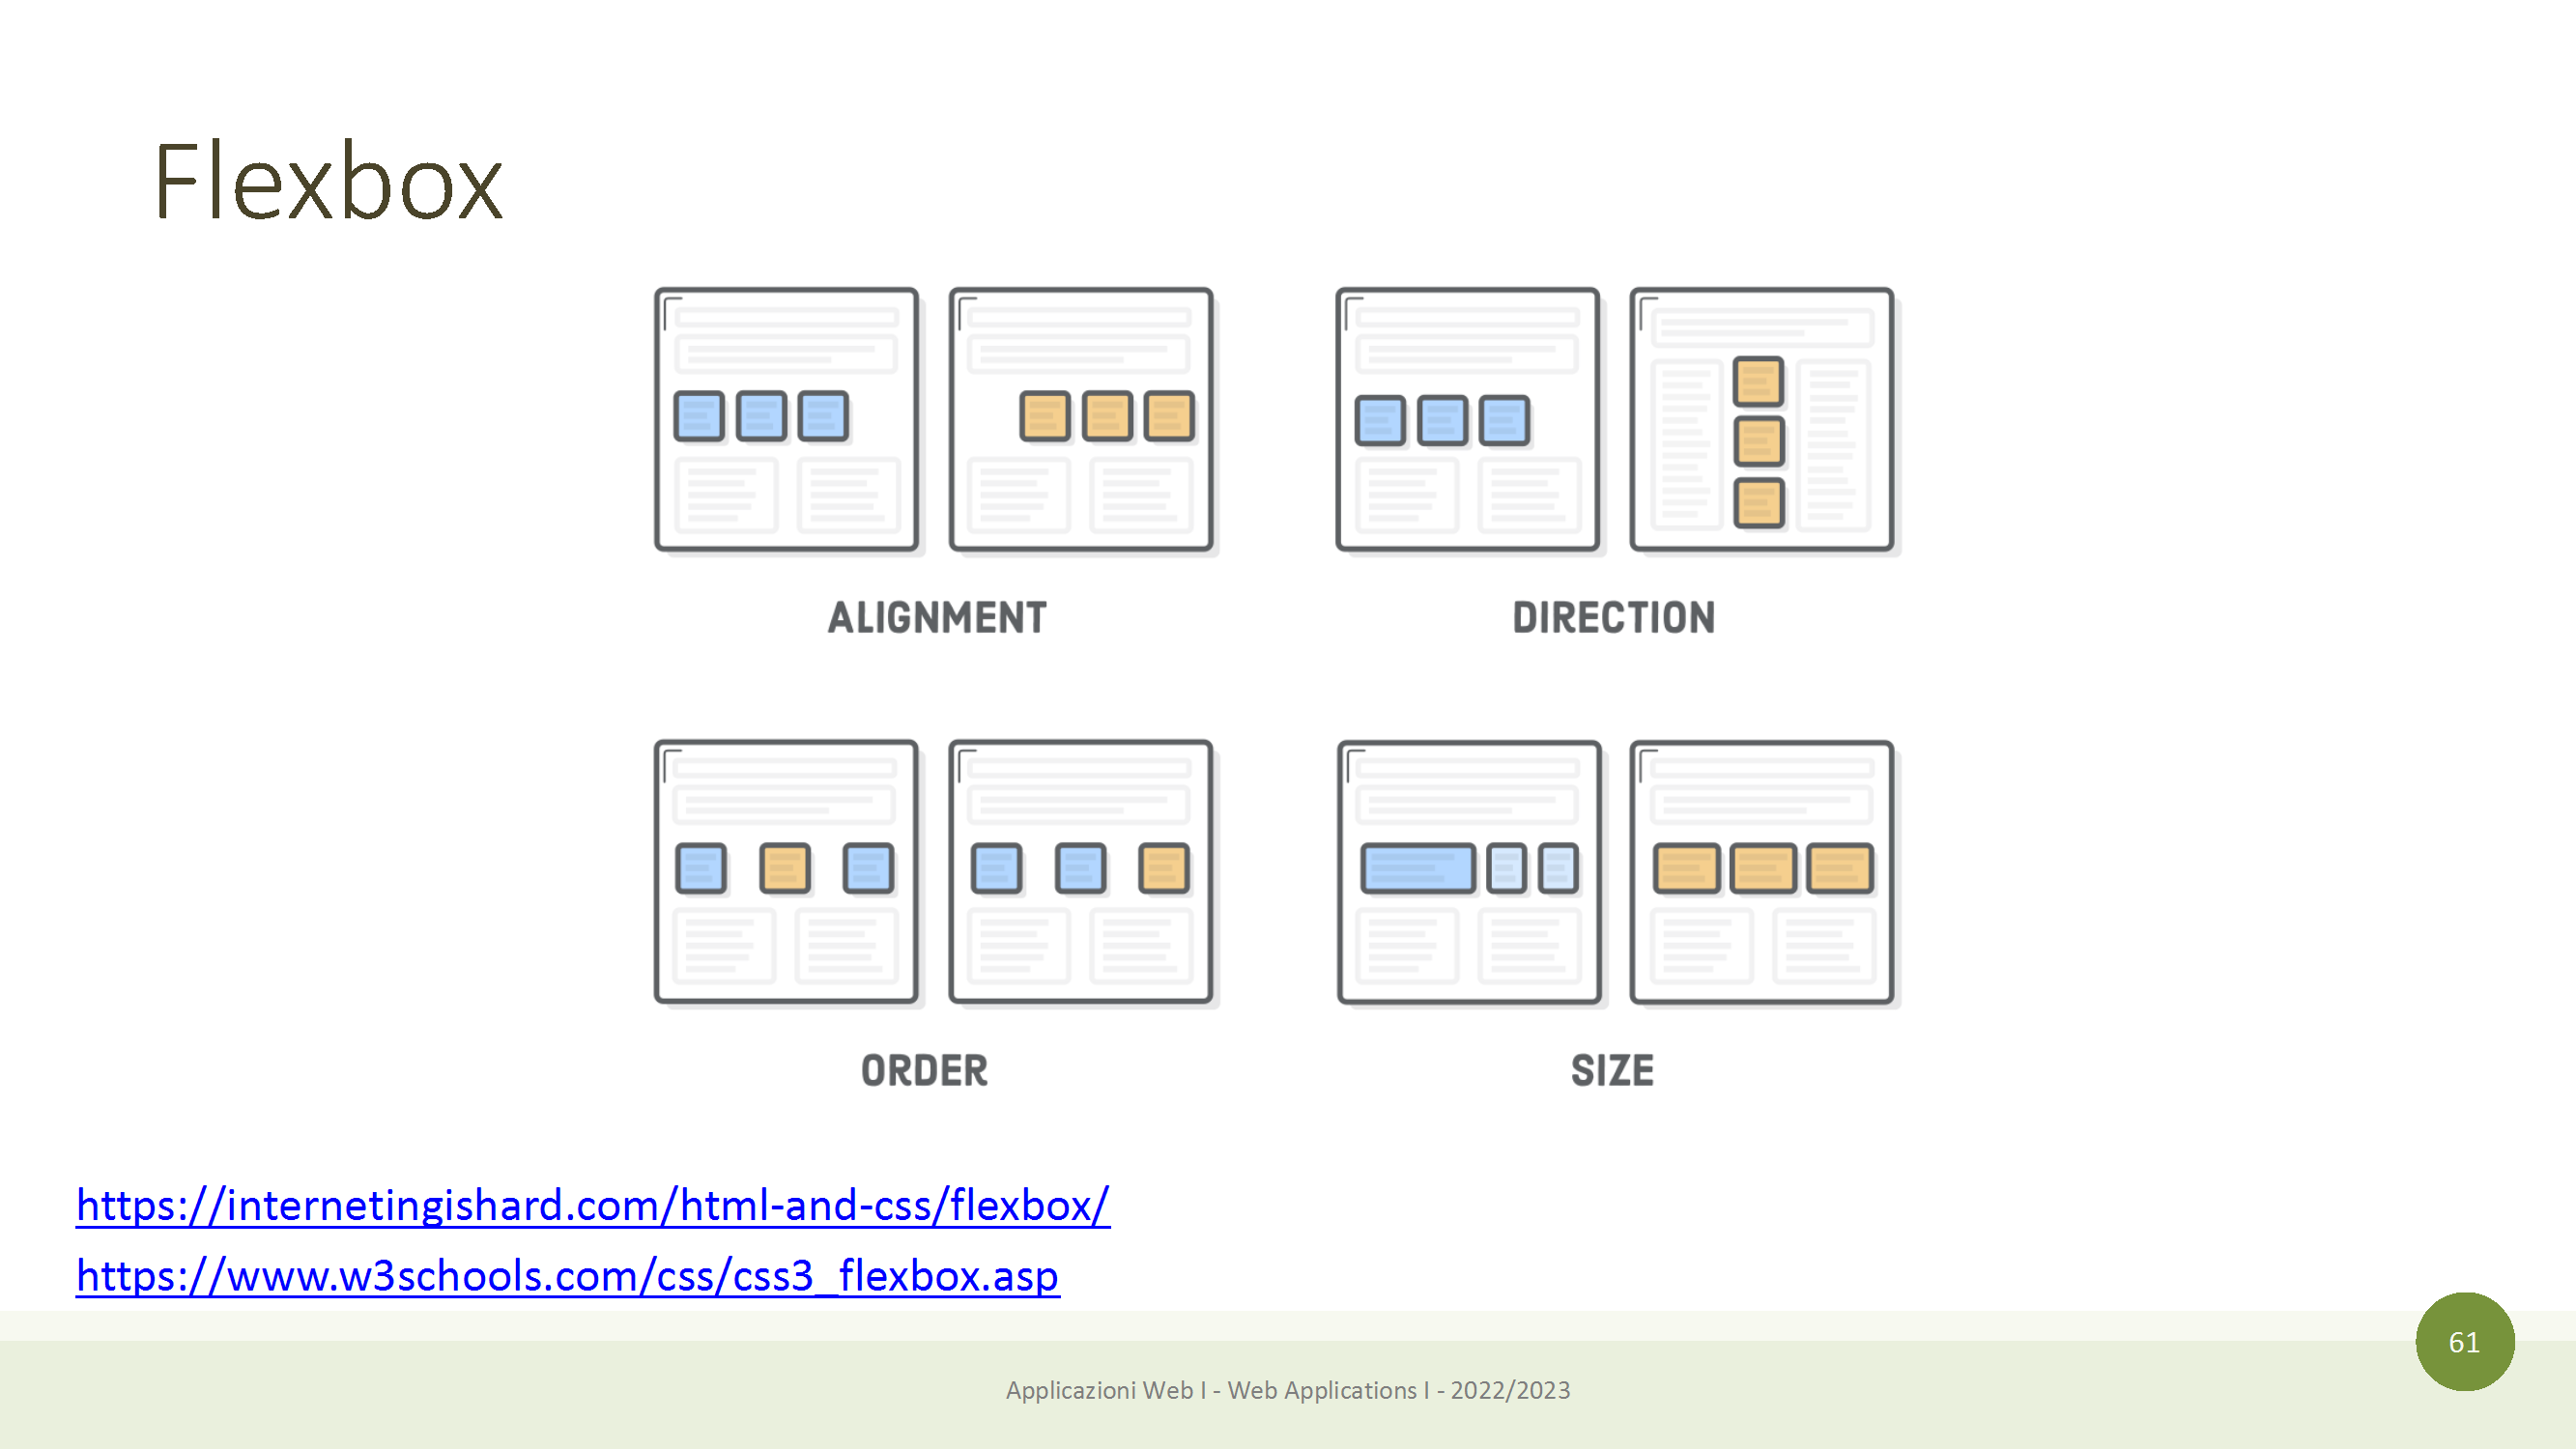 Flexbox
ALIGNMENT
DIRECTION
ORDER
SIZE
https://internetingishard.com/html-and-css/flexbox/
https://www.w3schools.com/css/css3_flexbox.asp
61
Applicazioni Web I - Web Applications I - 2022/2023